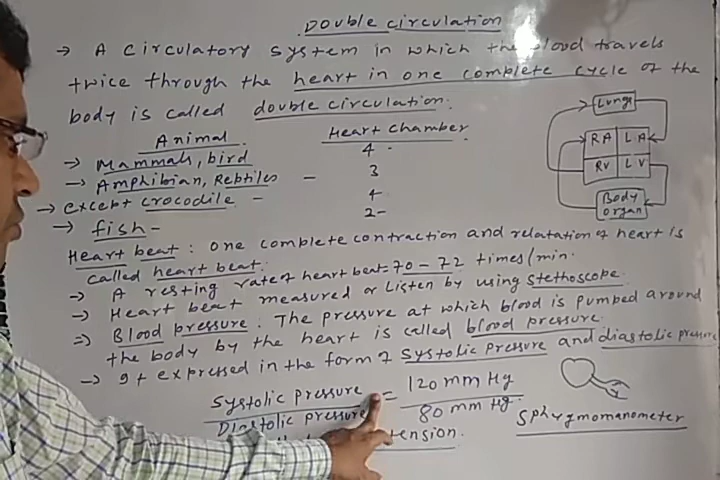 Double circulation
→ A circulatory system in which the blood travels
twice through the heart in one complete cycle of the
body is called double circulation.
Animal Heart chamber
→ Mammals, bird 4 -
→ Amphibian, Reptiles - 3
→ except crocodile - 4
→ fish - 2-
Lungs
RA LA
RV LV
Body
organ
Heart beat : one complete contraction and relatation of heart is
called heart beat.
→ A resting rate of heart beat = 70 - 72 times/min.
→ Heart beat measured or Listen by using stethoscope.
⇒ Blood pressure : The pressure at which blood is pumped around
the body by the heart is called blood pressure.
→ It expressed in the form of Systolic pressure and diastolic pressure
Systolic pressure = 120 mm Hg
Diastolic pressure 80 mm Hg.
tension.
Sphygmomanometer